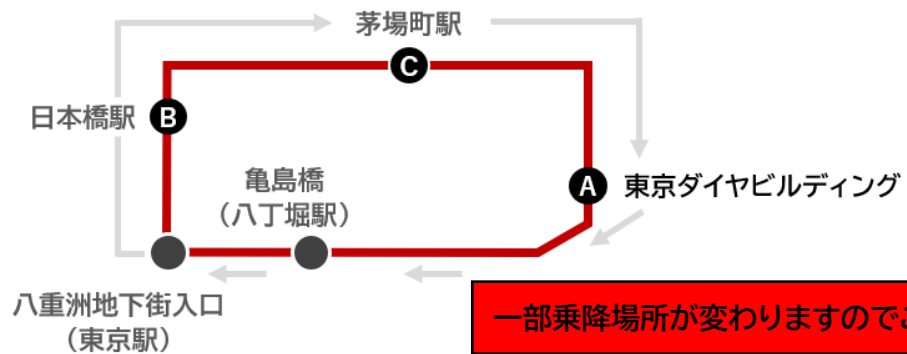 茅場町駅
C
日本橋駅
B
亀島橋
（八丁堀駅）
A
東京ダイヤビルディング
八重洲地下街入口
（東京駅）
一部乗降場所が変わりますのでご